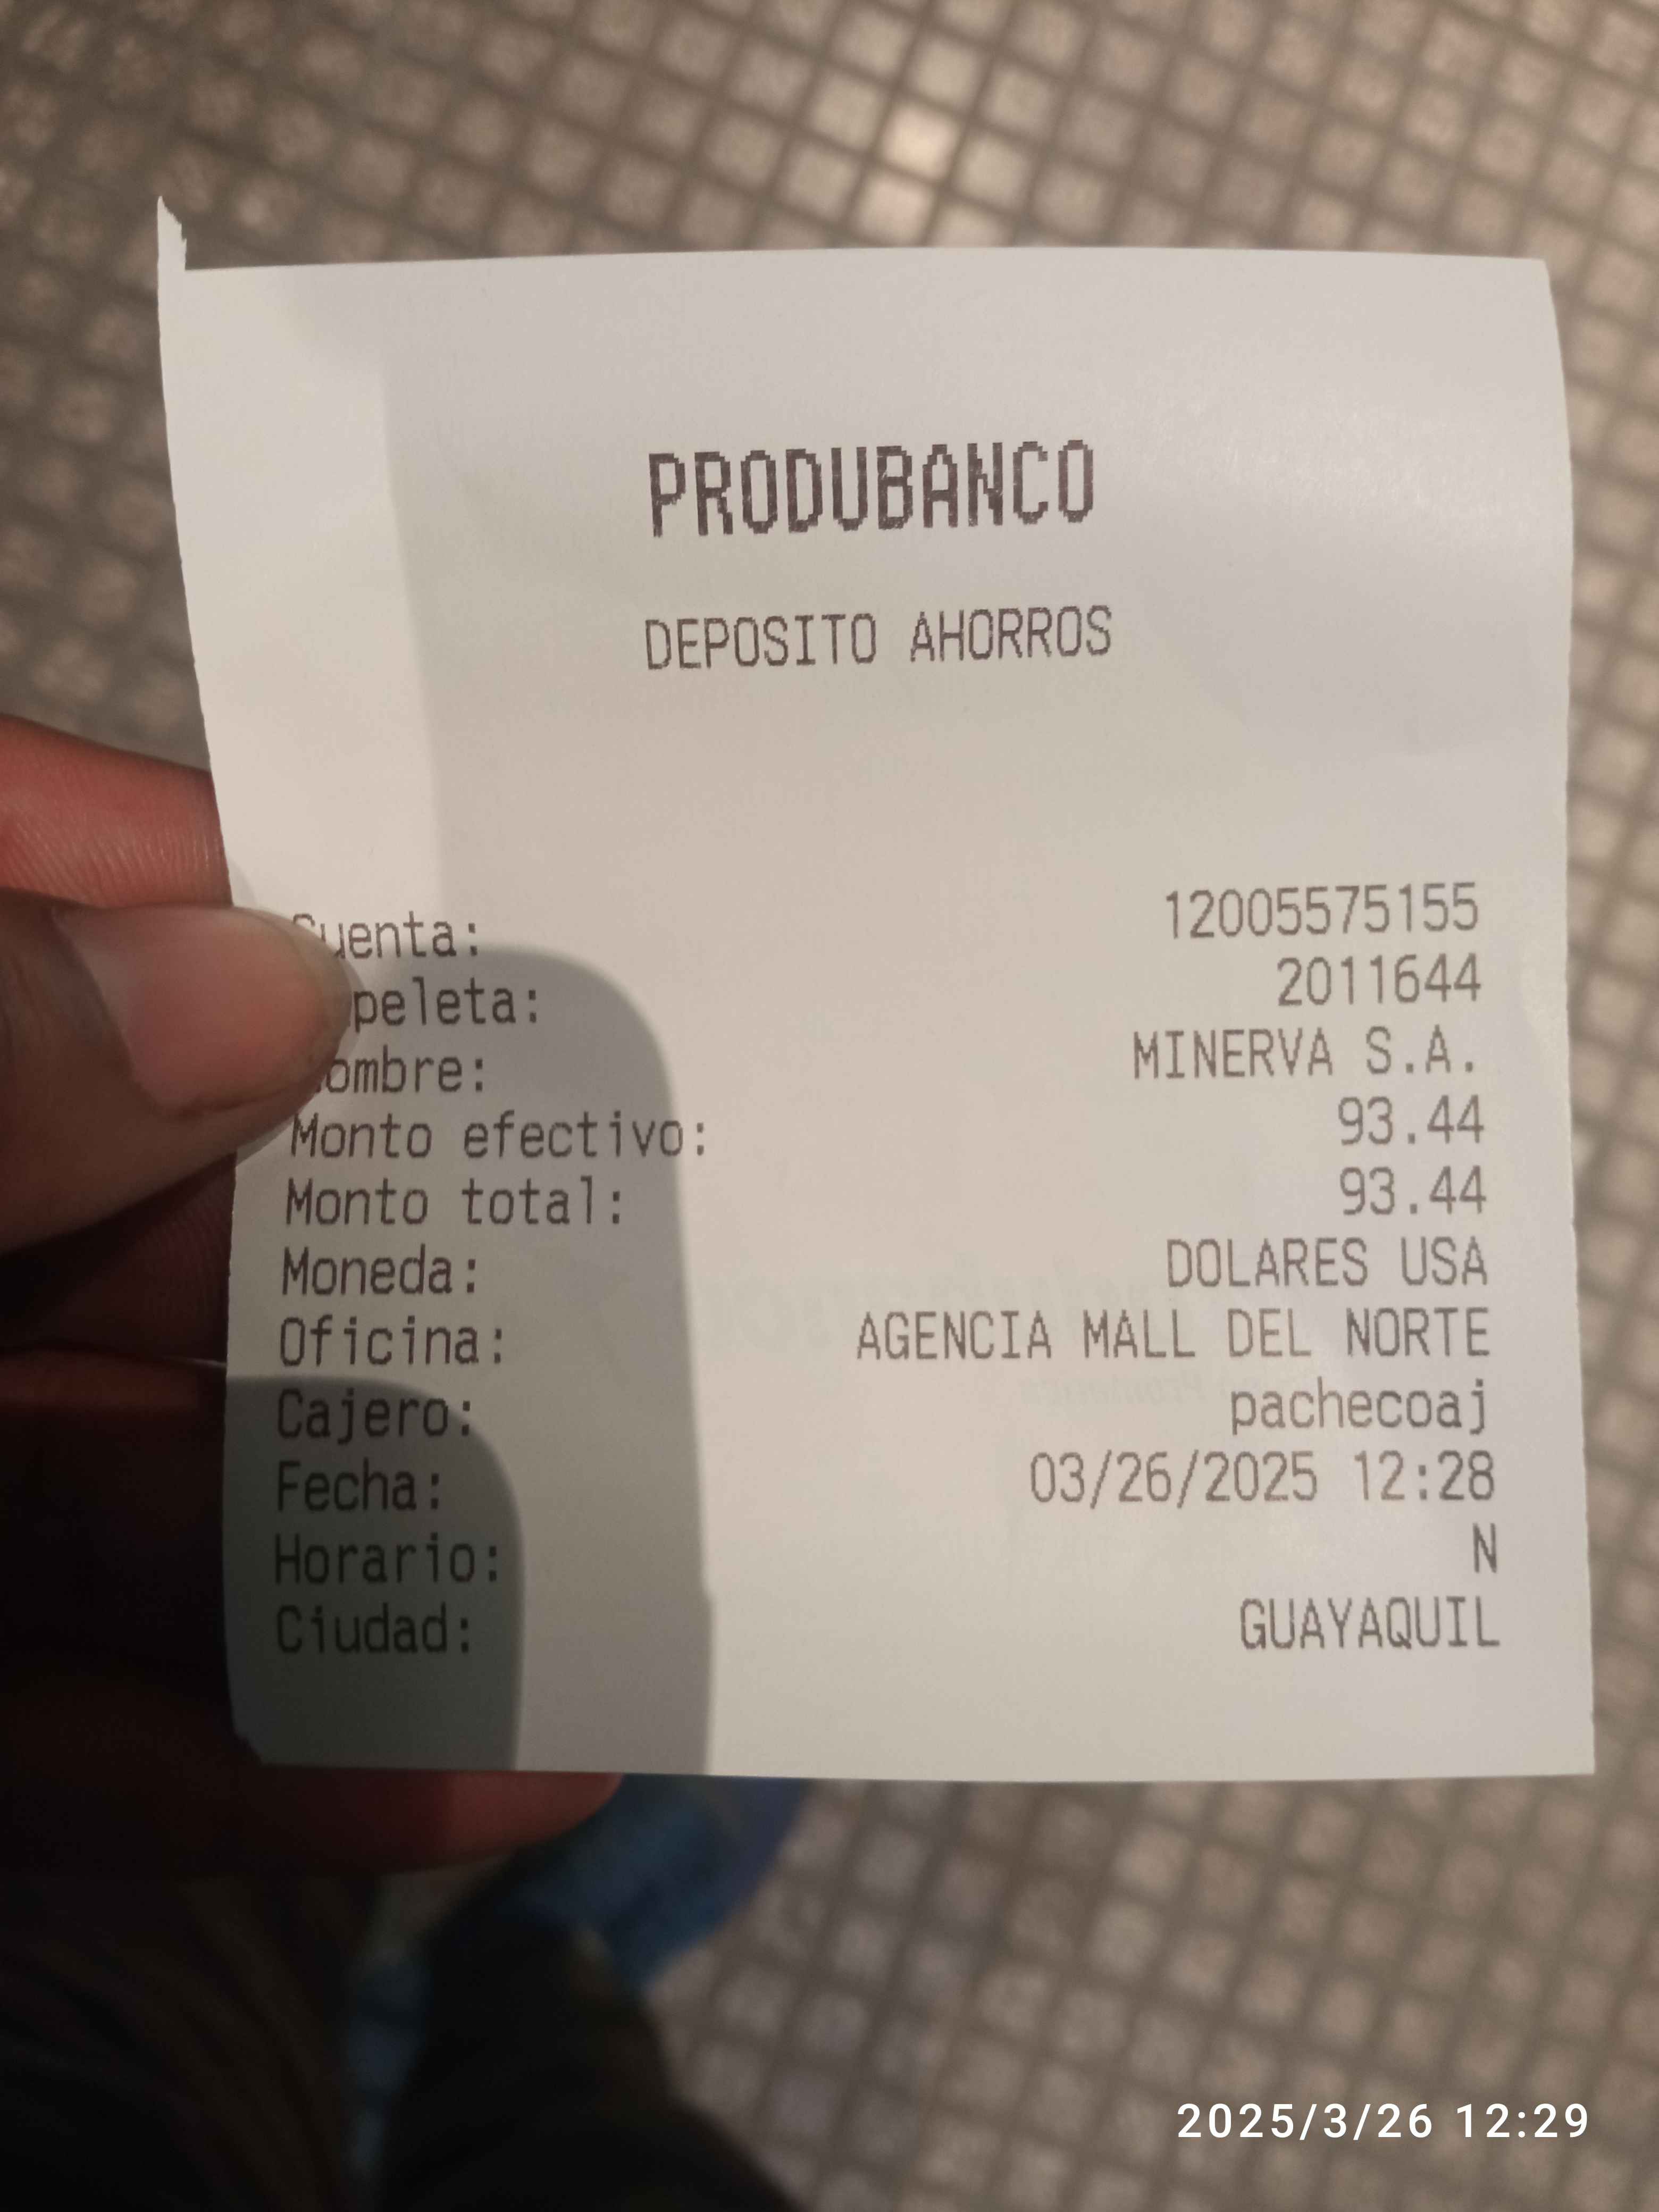 PRODUBANCO
DEPOSITO AHORROS
Cuenta: 12005575155
peleta: 2011644
ombre: MINERVA S.A.
Monto efectivo: 93.44
Monto total: 93.44
Moneda: DOLARES USA
Oficina: AGENCIA MALL DEL NORTE
Cajero: pachecoaj
Fecha: 03/26/2025 12:28
Horario: N
Ciudad: GUAYAQUIL
2025/3/26 12:29